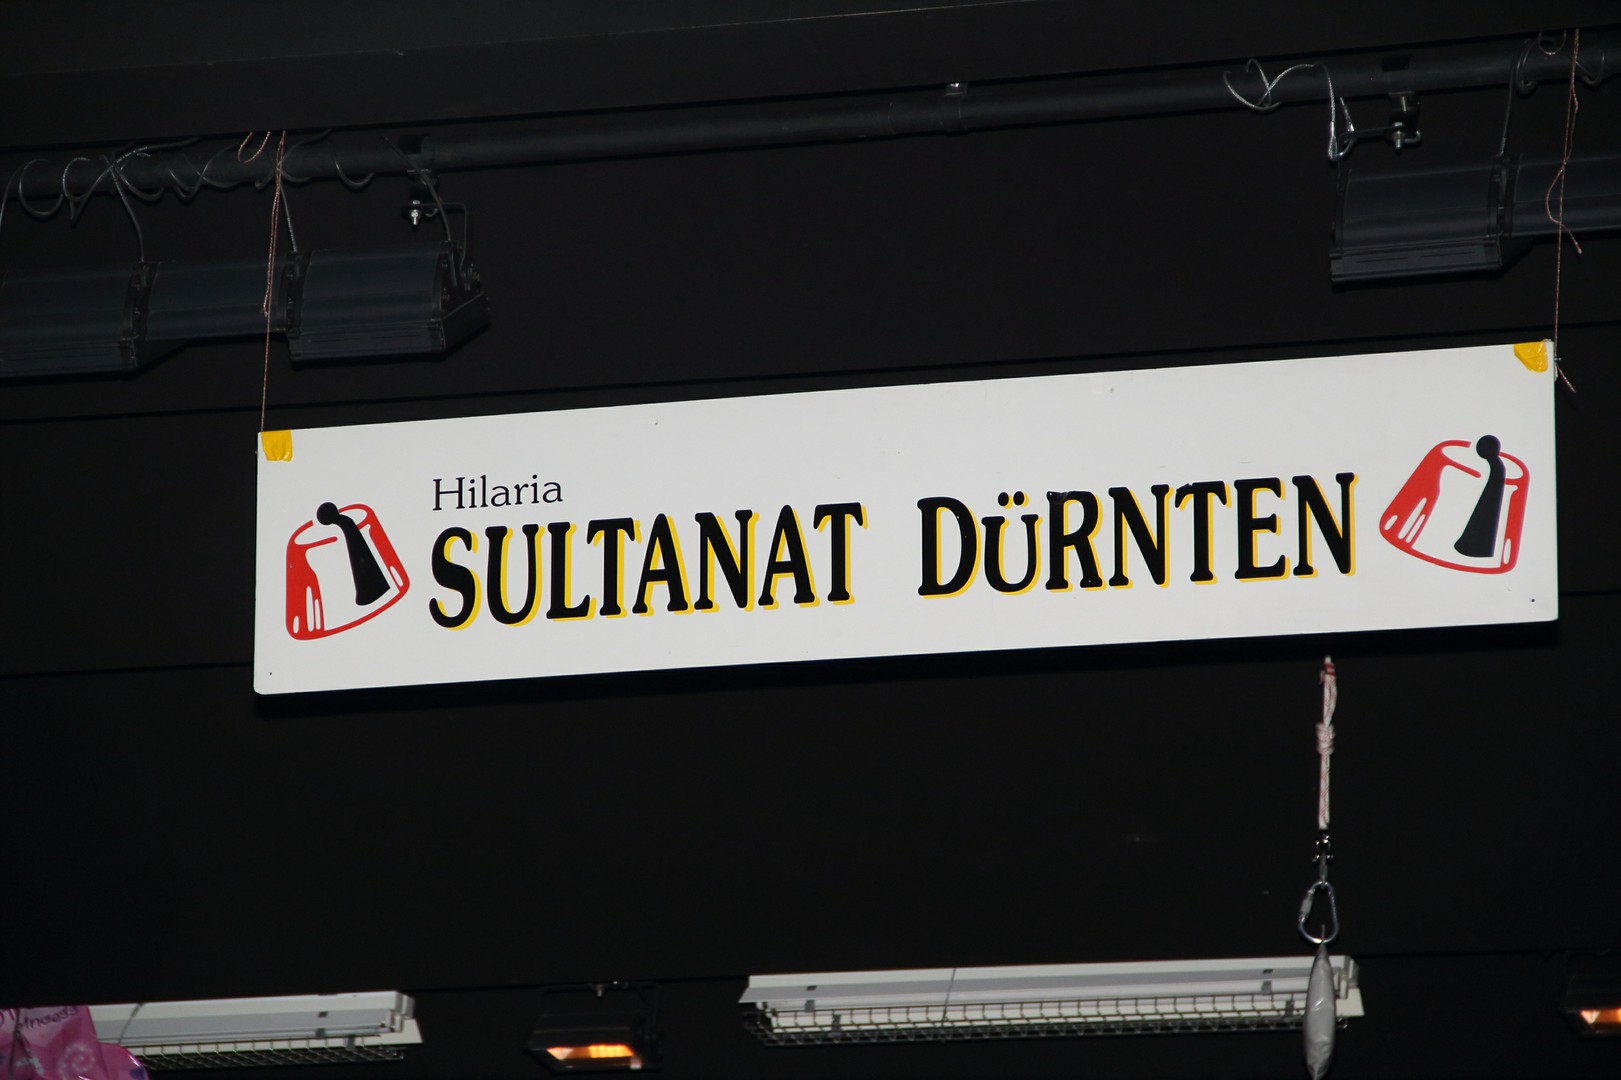 Hilaria
SULTANAT DÜRNTEN